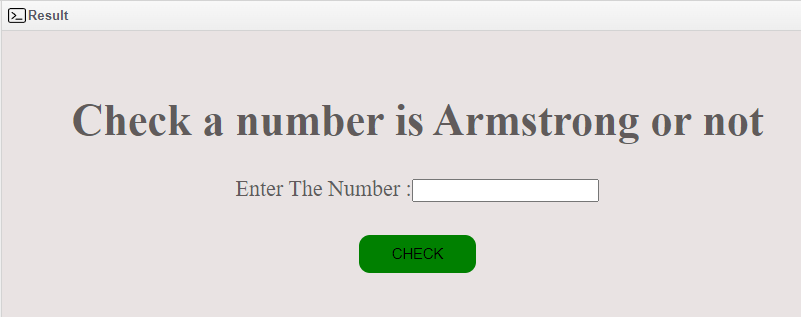 Result
Check a number is Armstrong or not
Enter The Number :
CHECK